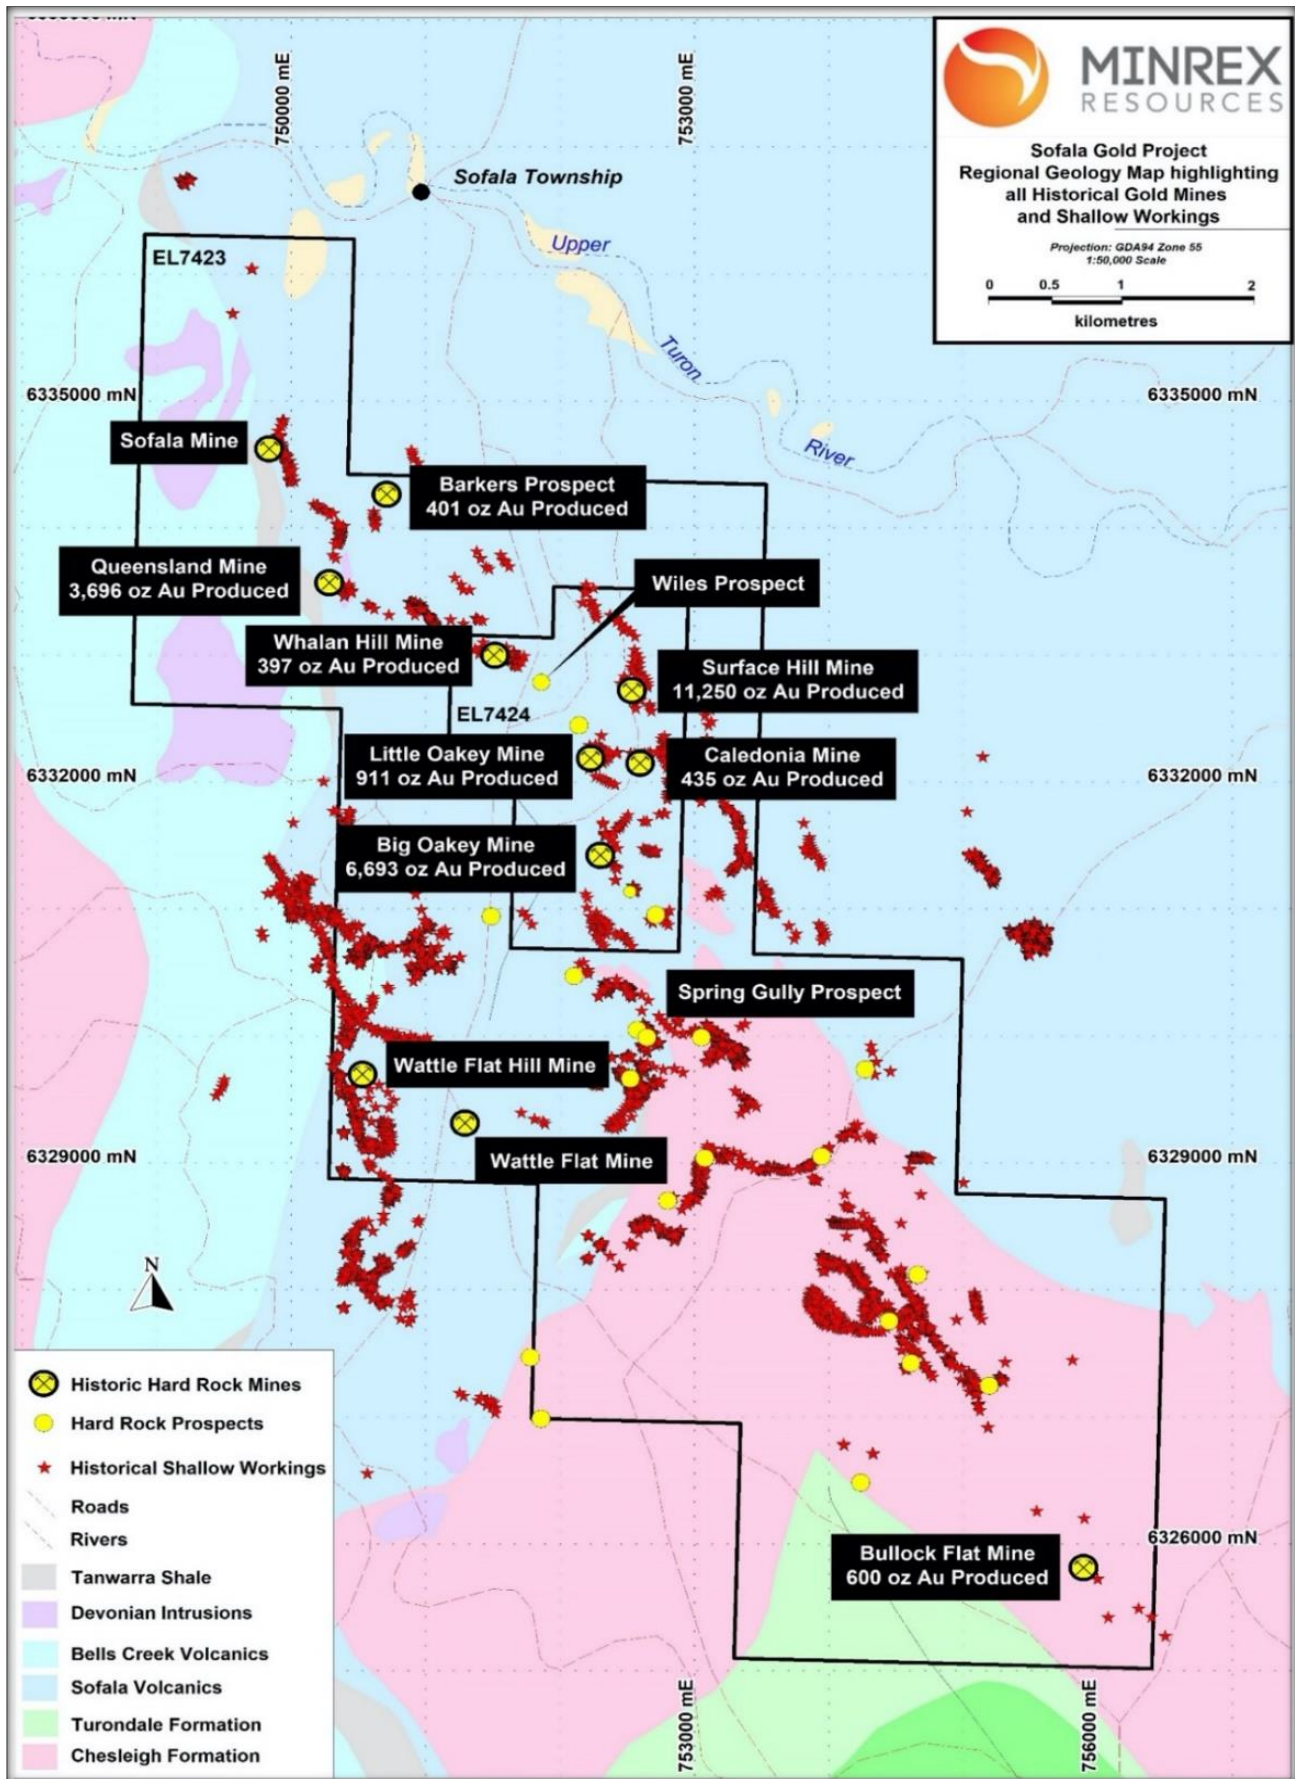 MINREX
RESOURCES
Sofala Gold Project
Regional Geology Map highlighting
all Historical Gold Mines
and Shallow Workings
Projection: GDA94 Zone 55
1:50,000 Scale
0 0.5 1 2
kilometres
750000 mE
753000 mE
Sofala Township
Upper
EL7423
Turon
6335000 mN
6335000 mN
Sofala Mine
River
Barkers Prospect
401 oz Au Produced
Queensland Mine
3,696 oz Au Produced
Wiles Prospect
Whalan Hill Mine
397 oz Au Produced
Surface Hill Mine
11,250 oz Au Produced
EL7424
Little Oakey Mine
911 oz Au Produced
Caledonia Mine
435 oz Au Produced
6332000 mN
6332000 mN
Big Oakey Mine
6,693 oz Au Produced
Spring Gully Prospect
Wattle Flat Hill Mine
6329000 mN
Wattle Flat Mine
6329000 mN
N
Historic Hard Rock Mines
Hard Rock Prospects
Historical Shallow Workings
Roads
Rivers
Tanwarra Shale
Devonian Intrusions
Bells Creek Volcanics
Sofala Volcanics
Turondale Formation
Chesleigh Formation
6326000 mN
Bullock Flat Mine
600 oz Au Produced
753000 mE
756000 mE